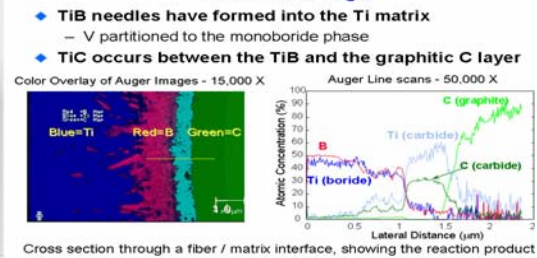 ◆ TiB needles have formed into the Ti matrix
– V partitioned to the monoboride phase
◆ TiC occurs between the TiB and the graphitic C layer
Color Overlay of Auger Images - 15,000 X
Blue=Ti Red=B Green=C
Auger Line scans - 50,000 X
Atomic Concentration (%)
100
90
80
70
60
50
40
30
20
10
0
C (graphite)
Ti (carbide)
B
Ti (boride)
C (carbide)
0 0.5 1 1.5 2
Lateral Distance (μm)
Cross section through a fiber / matrix interface, showing the reaction product